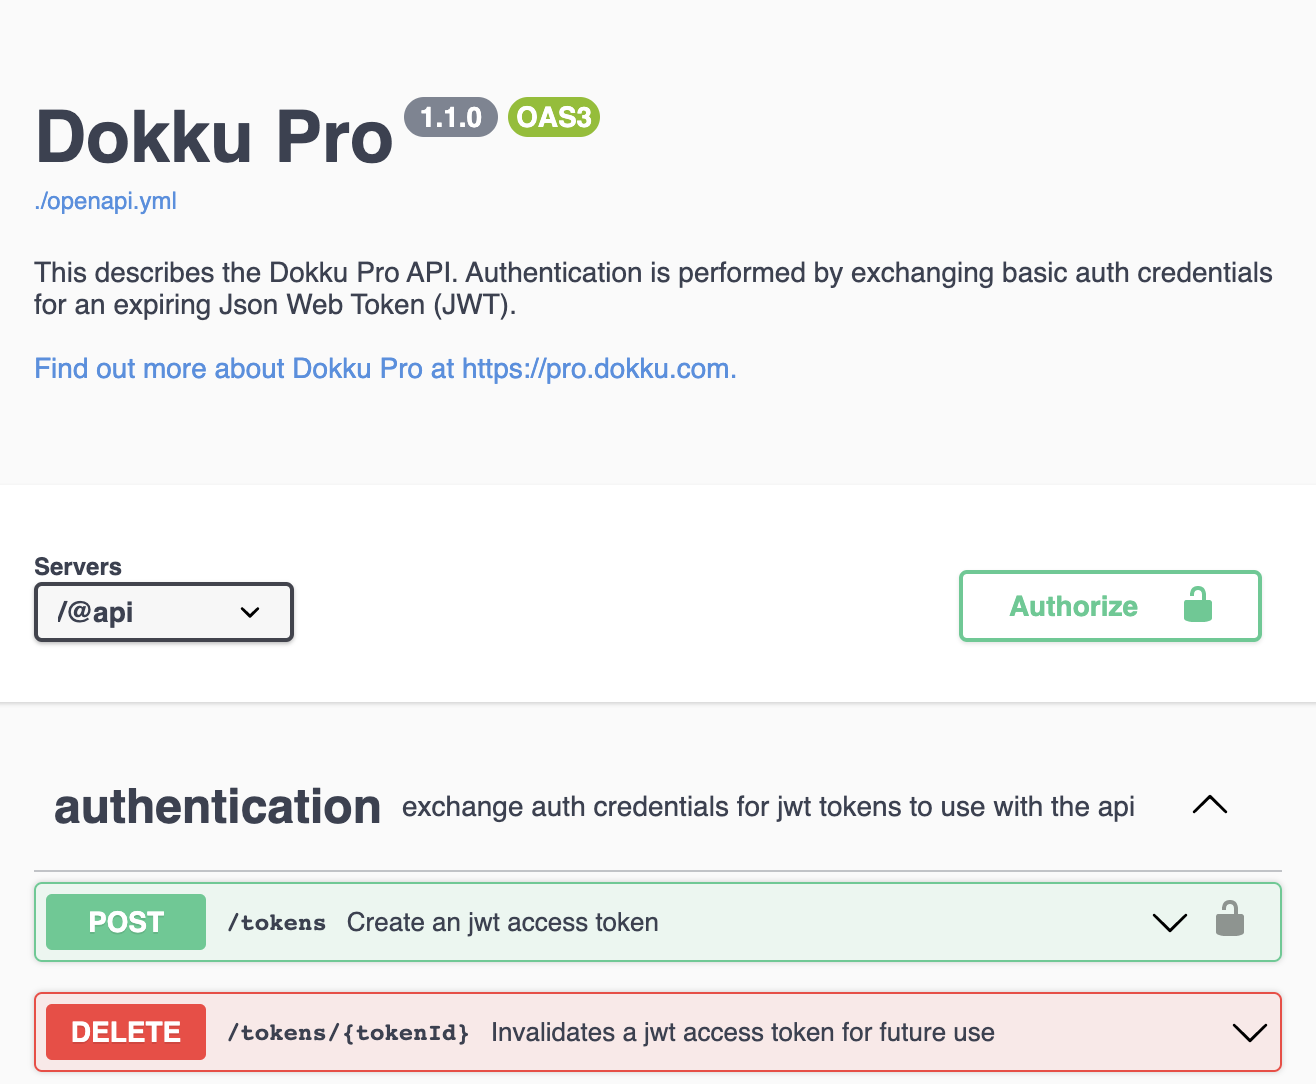 Dokku Pro 1.1.0 OAS3
./openapi.yml
This describes the Dokku Pro API. Authentication is performed by exchanging basic auth credentials
for an expiring Json Web Token (JWT).
Find out more about Dokku Pro at https://pro.dokku.com.
Servers
/@api
Authorize
authentication exchange auth credentials for jwt tokens to use with the api
POST /tokens Create an jwt access token
DELETE /tokens/{tokenId} Invalidates a jwt access token for future use